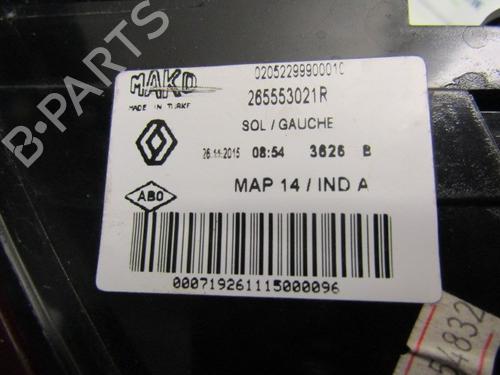 B-PARTS
MAKO
MADE IN TURKEY
0205229990001C
265553021R
SOL / GAUCHE
26.11.2015 08:54 3626 B
ABO
MAP 14 / IND A
000719261115000096
54832